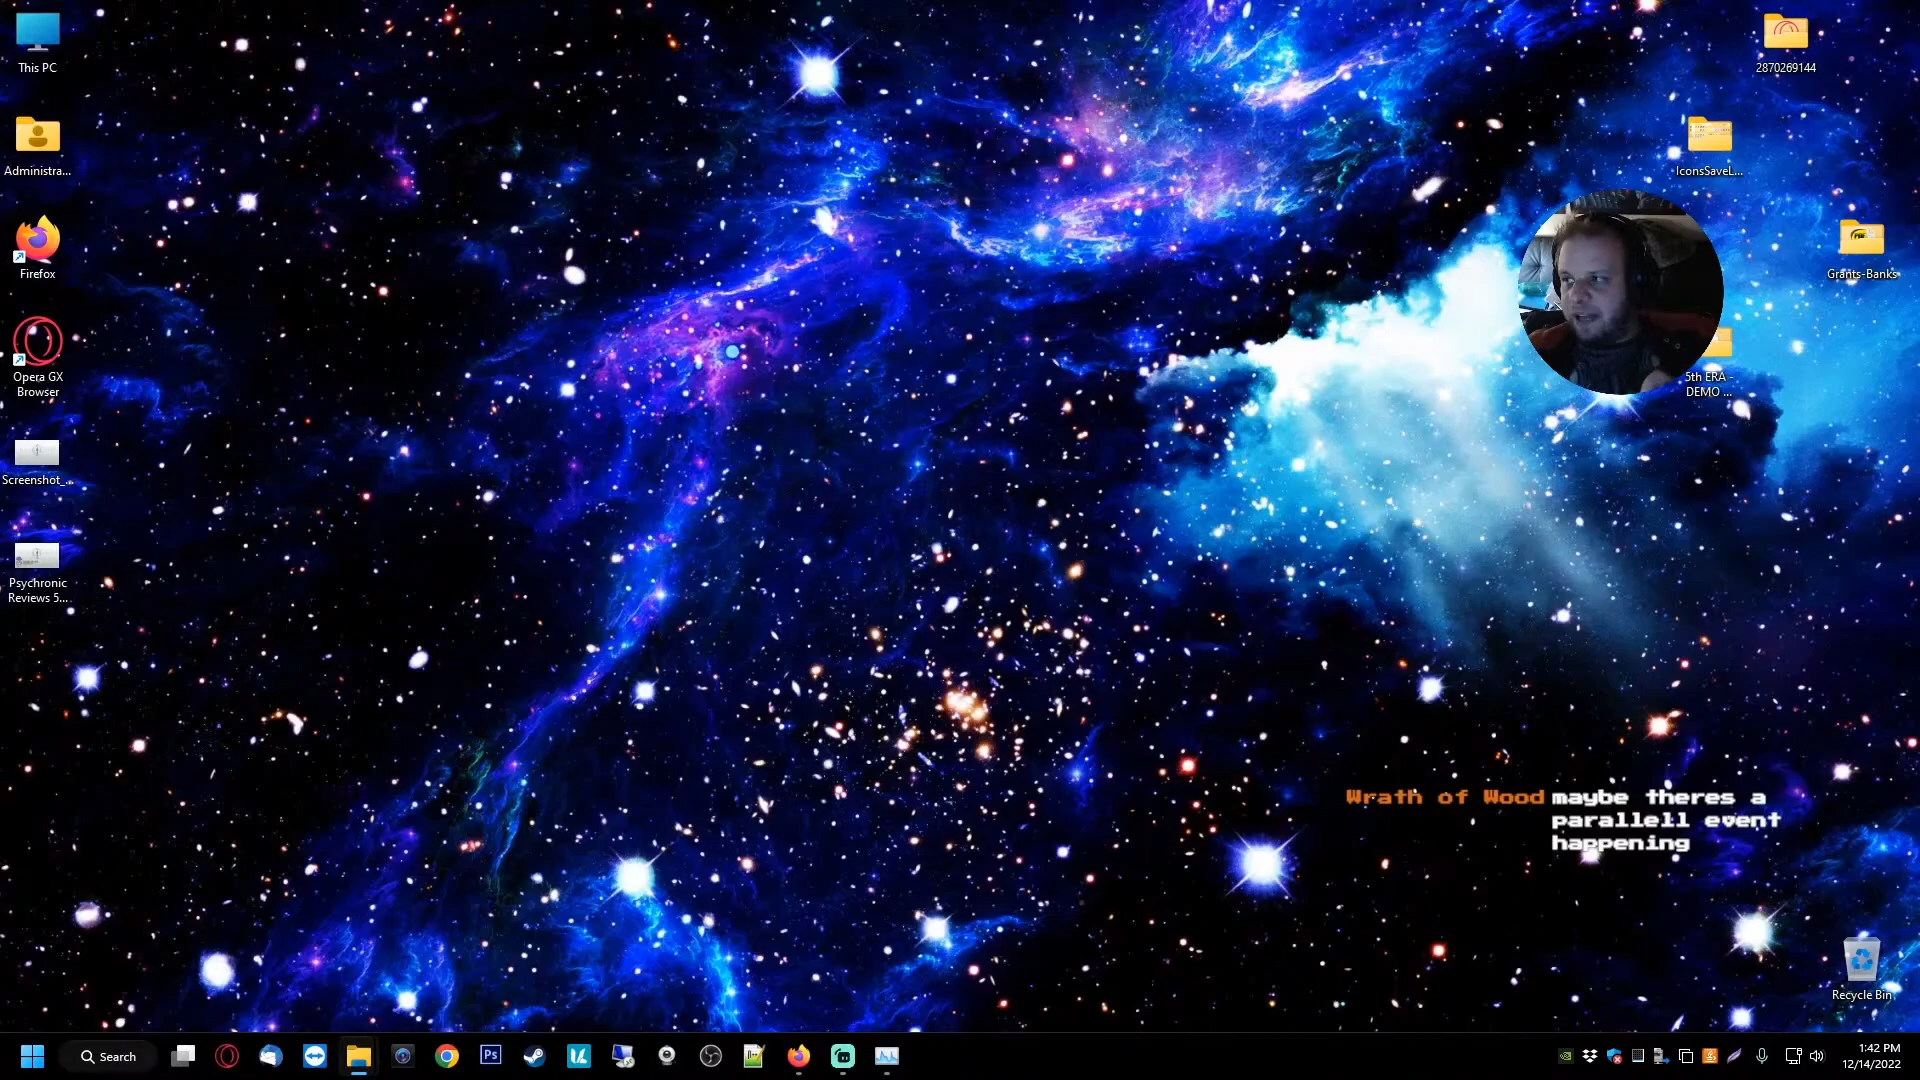 This PC
Administra...
Firefox
Opera GX
Browser
Screenshot_...
Psychronic
Reviews 5...
2870269144
IconsSaveL...
Grants-Banks
5th ERA -
DEMO ...
Wrath of Wood maybe theres a
parallell event
happening
Recycle Bin
Search
Ps
1:42 PM
12/14/2022